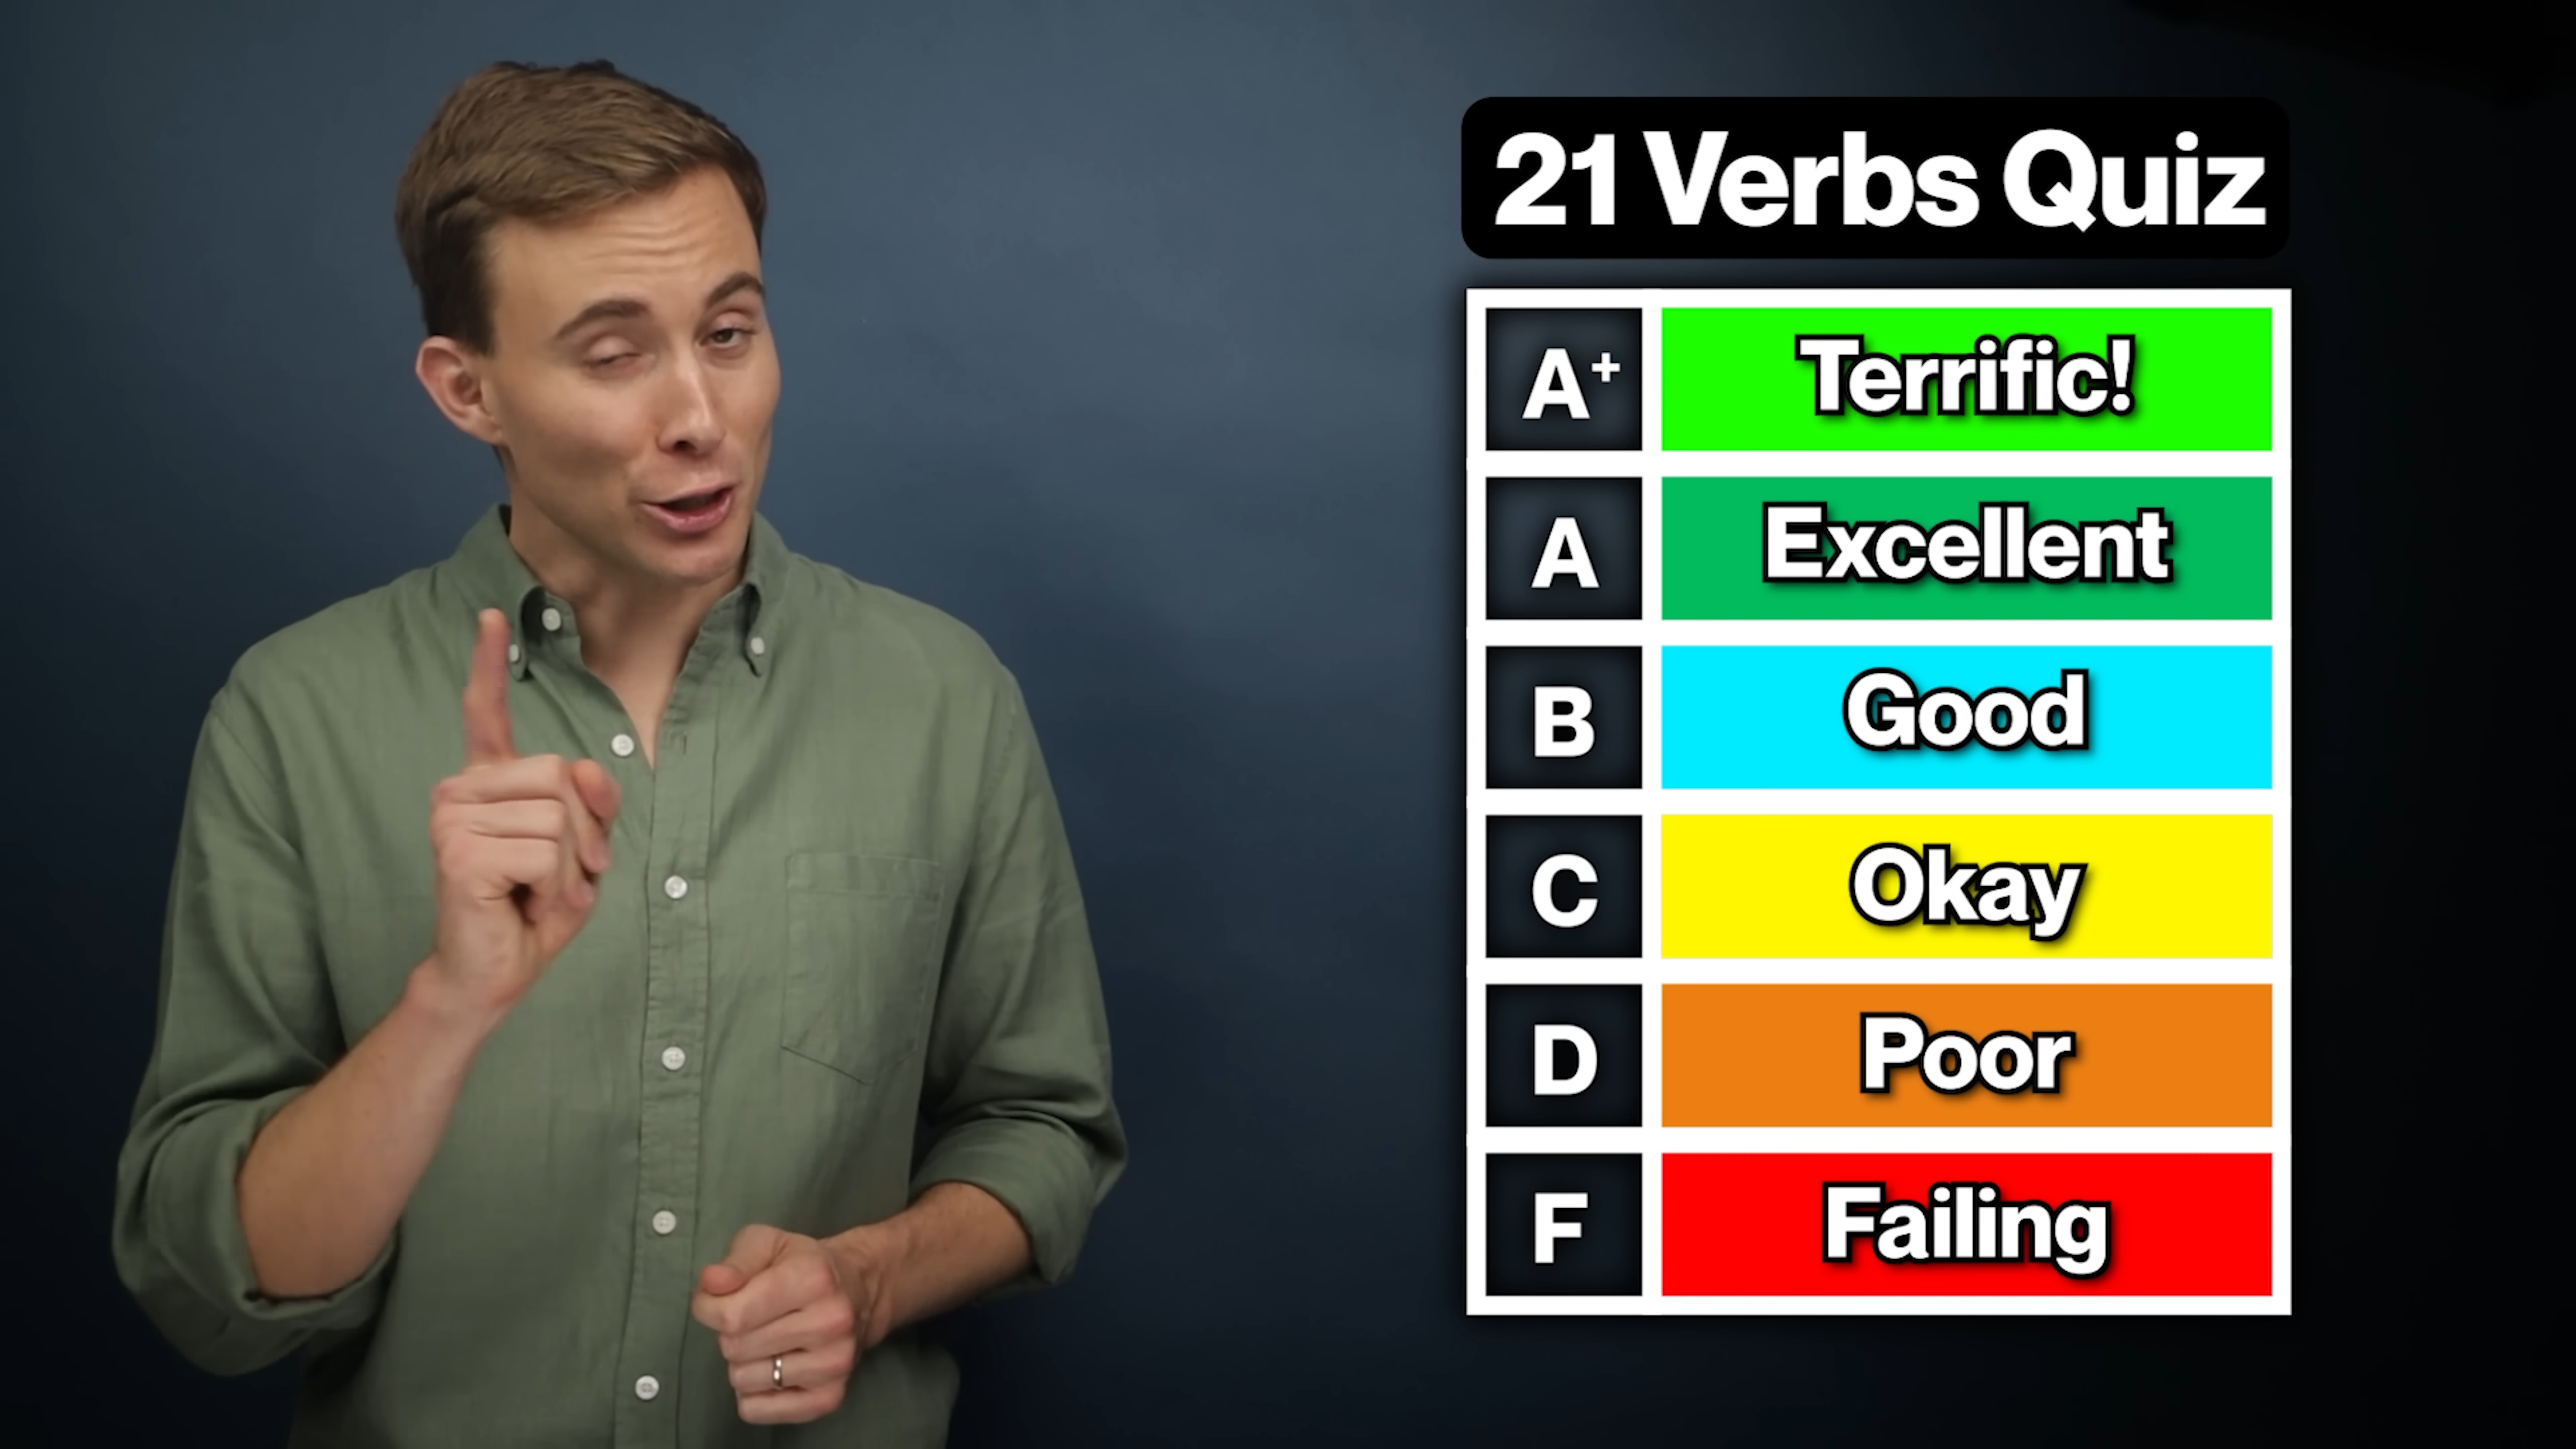 21 Verbs Quiz
A+ Terrific!
A Excellent
B Good
C Okay
D Poor
F Failing